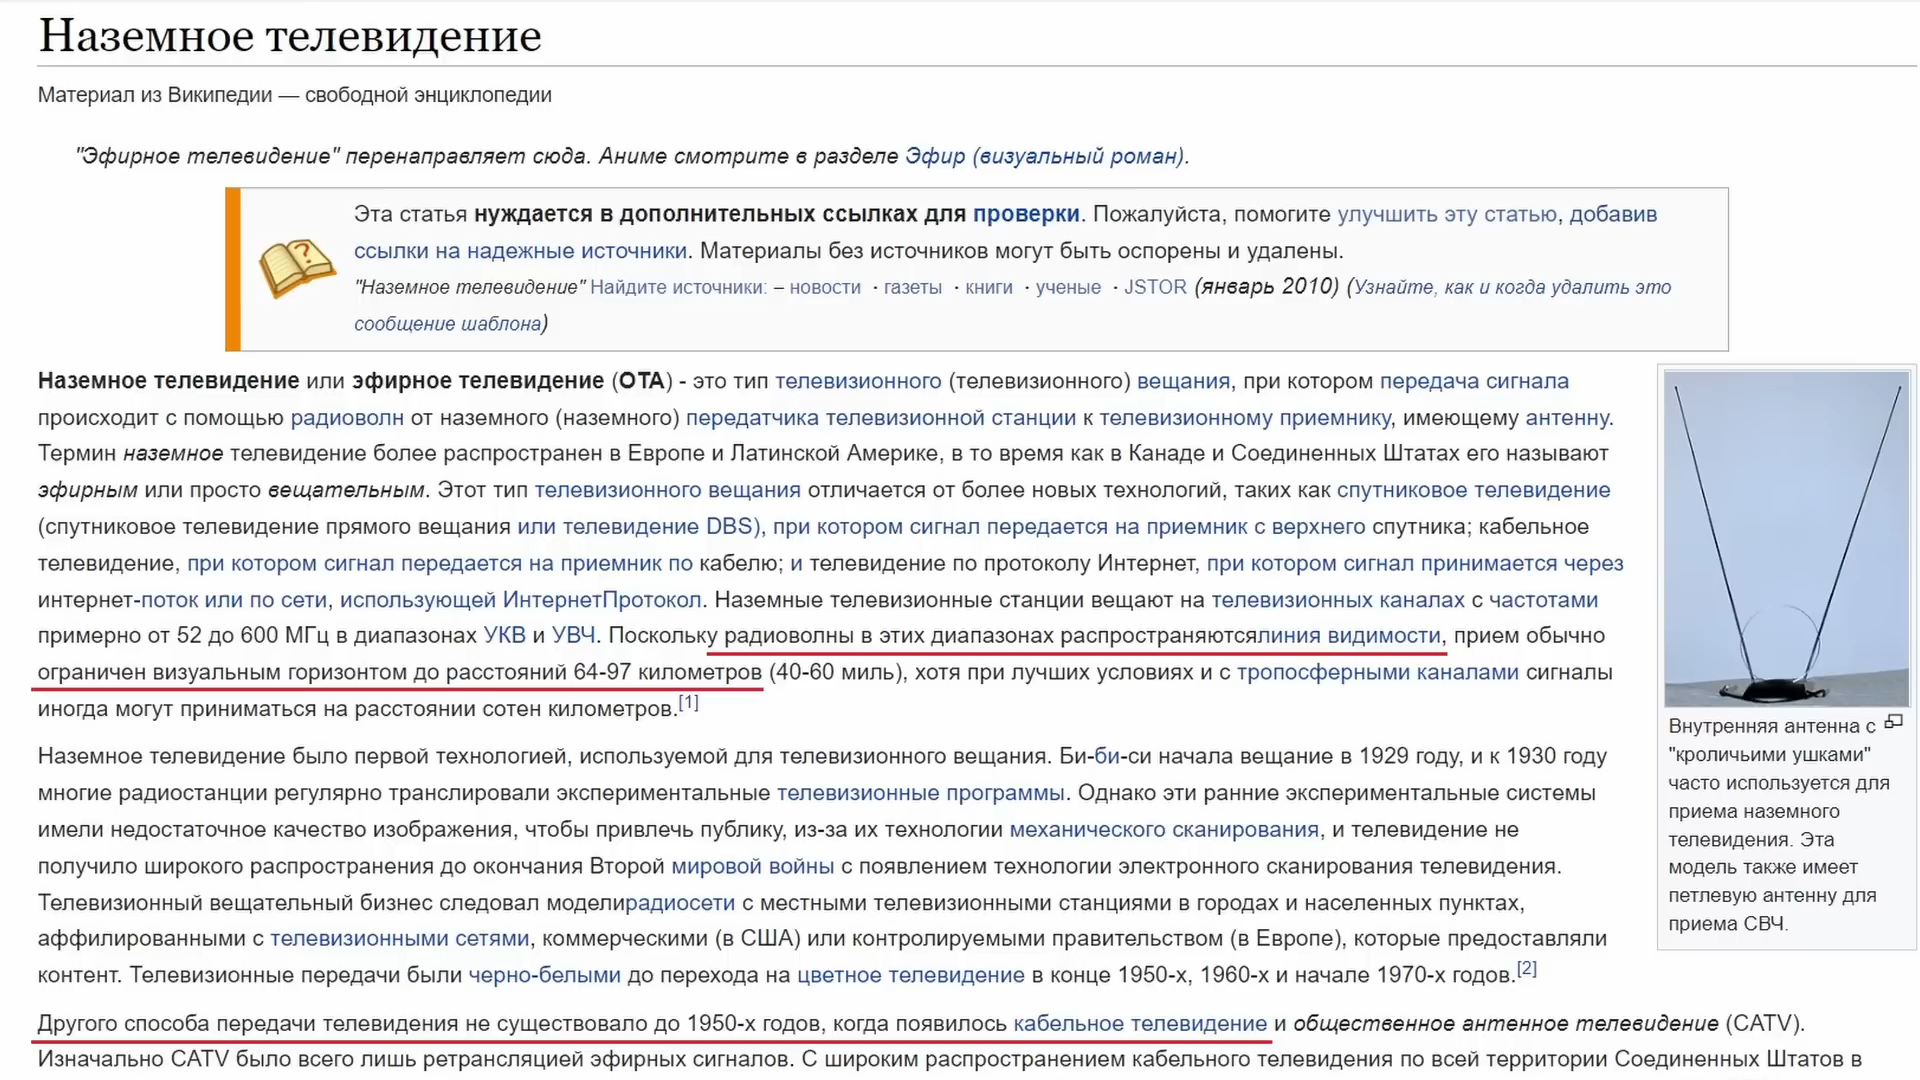 Наземное телевидение
Материал из Википедии — свободной энциклопедии
"Эфирное телевидение" перенаправляет сюда. Аниме смотрите в разделе Эфир (визуальный роман).
Эта статья нуждается в дополнительных ссылках для проверки. Пожалуйста, помогите улучшить эту статью, добавив
ссылки на надежные источники. Материалы без источников могут быть оспорены и удалены.
"Наземное телевидение" Найдите источники: – новости · газеты · книги · ученые · JSTOR (январь 2010) (Узнайте, как и когда удалить это
сообщение шаблона)
Наземное телевидение или эфирное телевидение (OTA) - это тип телевизионного (телевизионного) вещания, при котором передача сигнала
происходит с помощью радиоволн от наземного (наземного) передатчика телевизионной станции к телевизионному приемнику, имеющему антенну.
Термин наземное телевидение более распространен в Европе и Латинской Америке, в то время как в Канаде и Соединенных Штатах его называют
эфирным или просто вещательным. Этот тип телевизионного вещания отличается от более новых технологий, таких как спутниковое телевидение
(спутниковое телевидение прямого вещания или телевидение DBS), при котором сигнал передается на приемник с верхнего спутника; кабельное
телевидение, при котором сигнал передается на приемник по кабелю; и телевидение по протоколу Интернет, при котором сигнал принимается через
интернет-поток или по сети, использующей ИнтернетПротокол. Наземные телевизионные станции вещают на телевизионных каналах с частотами
примерно от 52 до 600 МГц в диапазонах УКВ и УВЧ. Поскольку радиоволны в этих диапазонах распространяютсялиния видимости, прием обычно
ограничен визуальным горизонтом до расстояний 64-97 километров (40-60 миль), хотя при лучших условиях и с тропосферными каналами сигналы
иногда могут приниматься на расстоянии сотен километров.[1]
Наземное телевидение было первой технологией, используемой для телевизионного вещания. Би-би-си начала вещание в 1929 году, и к 1930 году
многие радиостанции регулярно транслировали экспериментальные телевизионные программы. Однако эти ранние экспериментальные системы
имели недостаточное качество изображения, чтобы привлечь публику, из-за их технологии механического сканирования, и телевидение не
получило широкого распространения до окончания Второй мировой войны с появлением технологии электронного сканирования телевидения.
Телевизионный вещательный бизнес следовал моделирадиосети с местными телевизионными станциями в городах и населенных пунктах,
аффилированными с телевизионными сетями, коммерческими (в США) или контролируемыми правительством (в Европе), которые предоставляли
контент. Телевизионные передачи были черно-белыми до перехода на цветное телевидение в конце 1950-х, 1960-х и начале 1970-х годов.[2]
Другого способа передачи телевидения не существовало до 1950-х годов, когда появилось кабельное телевидение и общественное антенное телевидение (CATV).
Изначально CATV было всего лишь ретрансляцией эфирных сигналов. С широким распространением кабельного телевидения по всей территории Соединенных Штатов в
Внутренняя антенна с
"кроличьими ушками"
часто используется для
приема наземного
телевидения. Эта
модель также имеет
петлевую антенну для
приема СВЧ.